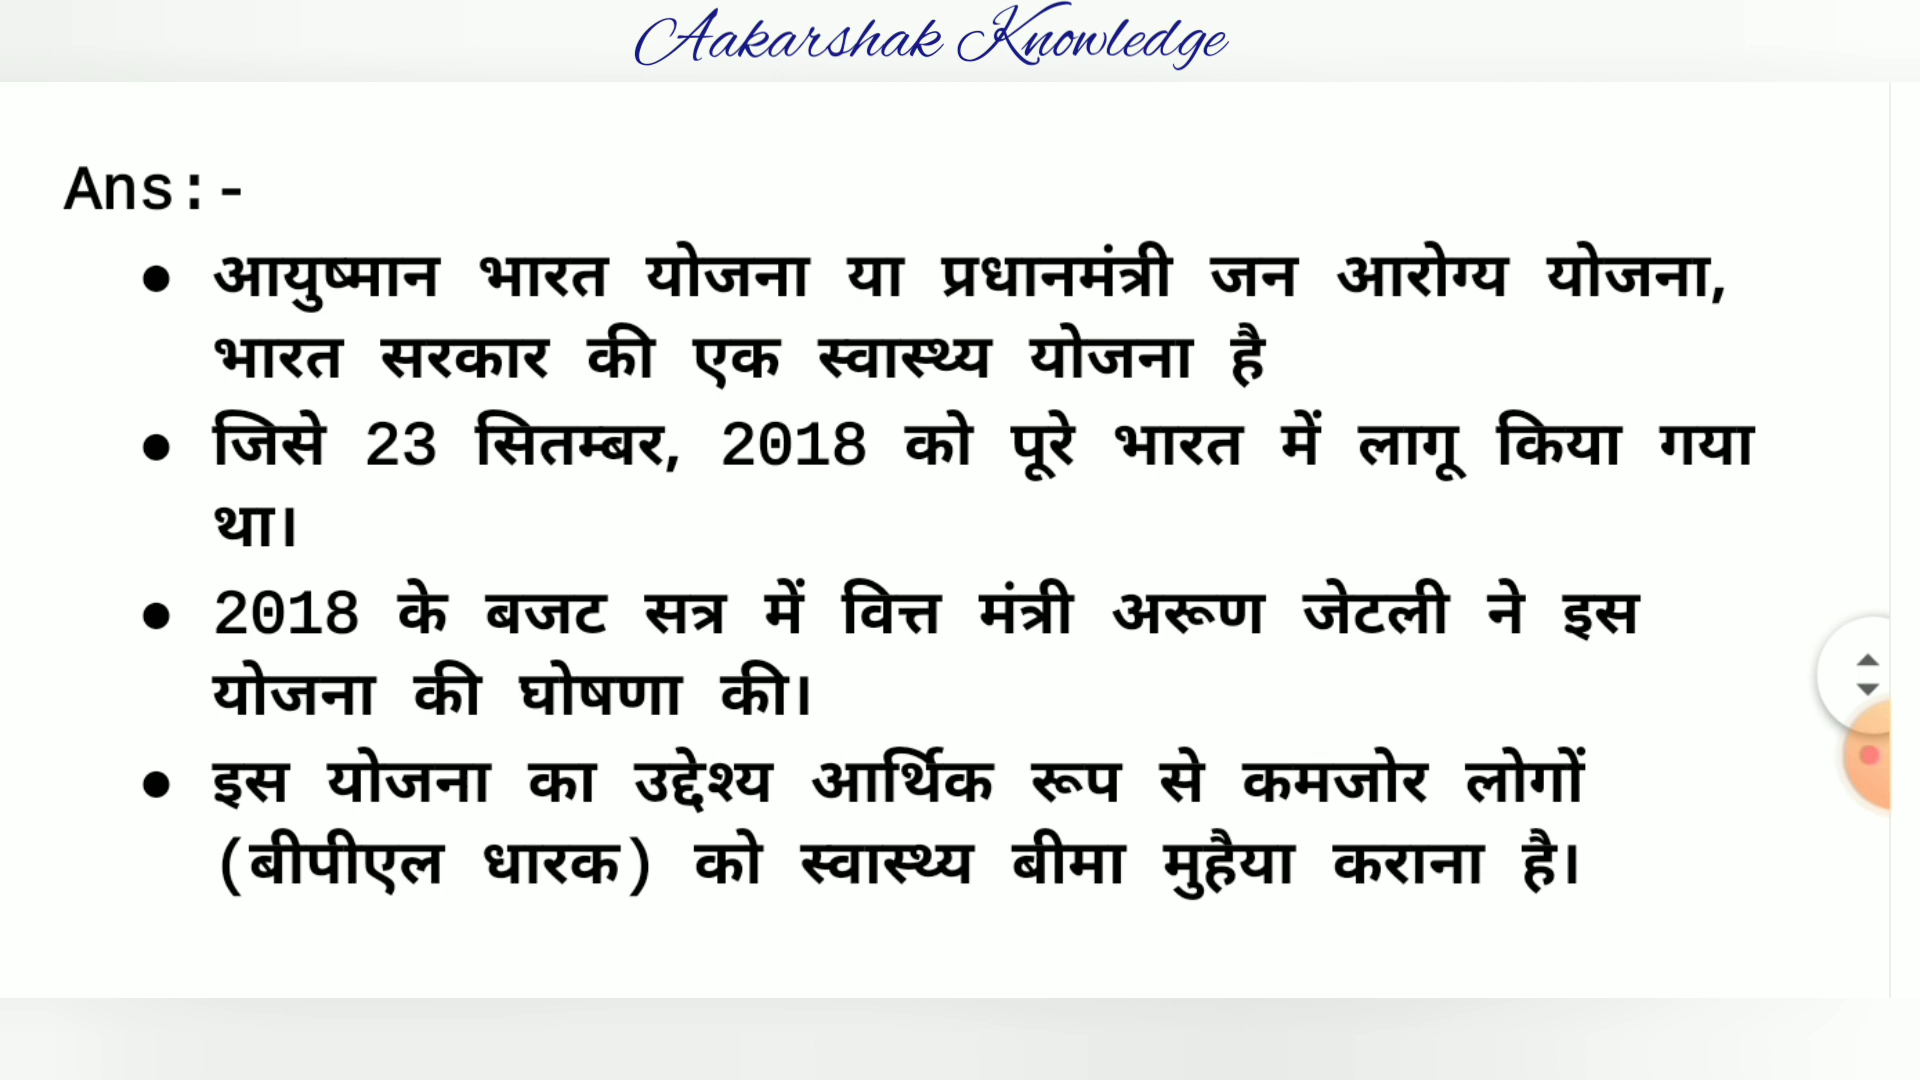 Aakarshak Knowledge
Ans:-
● आयुष्मान भारत योजना या प्रधानमंत्री जन आरोग्य योजना,
भारत सरकार की एक स्वास्थ्य योजना है
● जिसे 23 सितम्बर, 2018 को पूरे भारत में लागू किया गया
था।
● 2018 के बजट सत्र में वित्त मंत्री अरूण जेटली ने इस
योजना की घोषणा की।
● इस योजना का उद्देश्य आर्थिक रूप से कमजोर लोगों
(बीपीएल धारक) को स्वास्थ्य बीमा मुहैया कराना है।